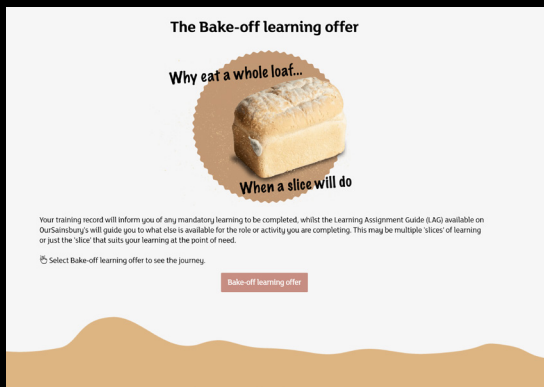 The Bake-off learning offer
Why eat a whole loaf...
When a slice will do
Your training record will inform you of any mandatory learning to be completed, whilst the Learning Assignment Guide (LAG) available on
OurSainsbury's will guide you to what else is available for the role or activity you are completing. This may be multiple 'slices' of learning
or just the 'slice' that suits your learning at the point of need.
Select Bake-off learning offer to see the journey.
Bake-off learning offer